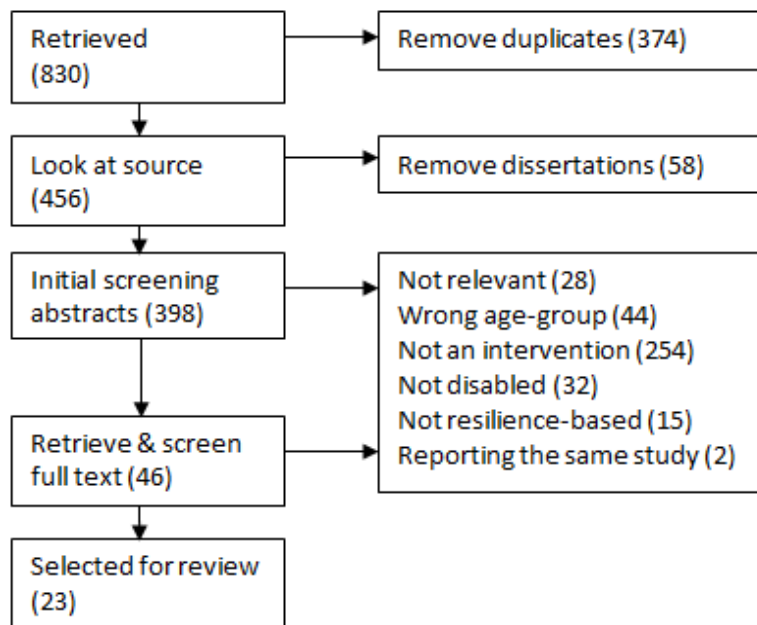 Retrieved
(830)
Remove duplicates (374)
Look at source
(456)
Remove dissertations (58)
Initial screening
abstracts (398)
Not relevant (28)
Wrong age-group (44)
Not an intervention (254)
Not disabled (32)
Not resilience-based (15)
Reporting the same study (2)
Retrieve & screen
full text (46)
Selected for review
(23)